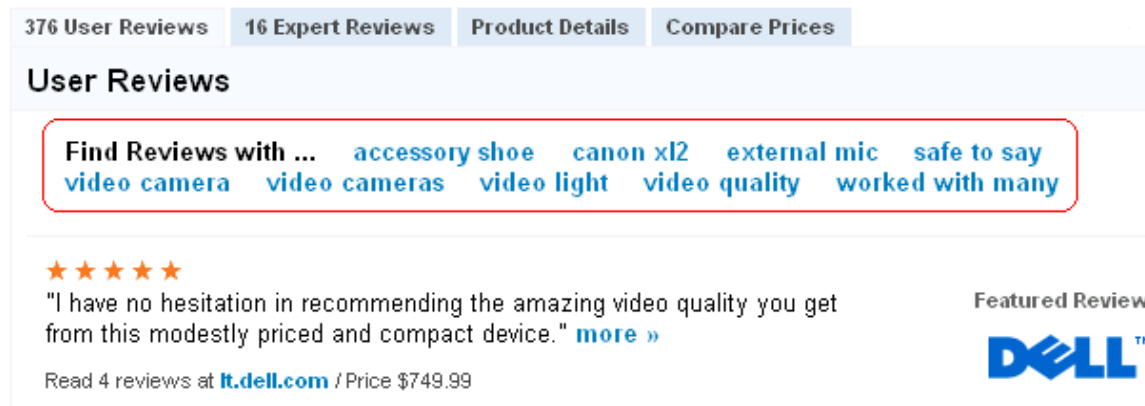 376 User Reviews 16 Expert Reviews Product Details Compare Prices
User Reviews
Find Reviews with ... accessory shoe canon xl2 external mic safe to say
video camera video cameras video light video quality worked with many
★★★★★
"I have no hesitation in recommending the amazing video quality you get
from this modestly priced and compact device." more »
Featured Review
DELL™
Read 4 reviews at lt.dell.com / Price $749.99